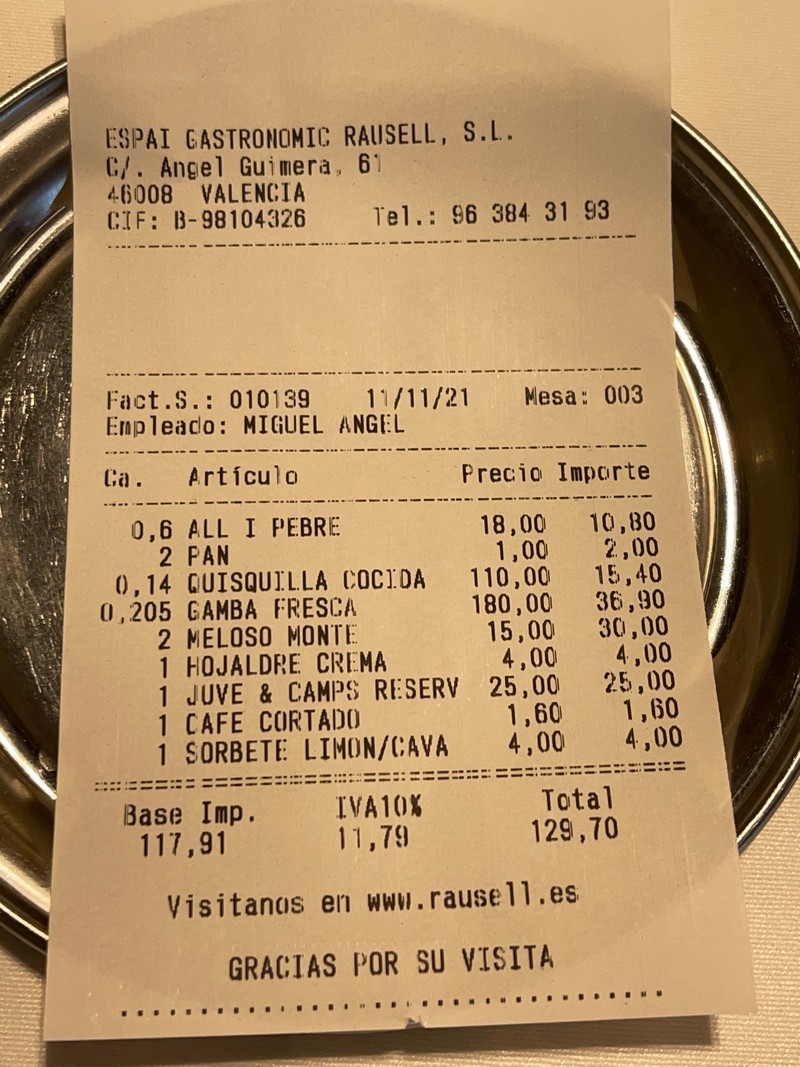 ESPAI GASTRONOMIC RAUSELL, S.L.
C/. Angel Guimera, 61
46008 VALENCIA
CIF: B-98104326 Tel.: 96 384 31 93
Fact.S.: 010139 11/11/21 Mesa: 003
Empleado: MIGUEL ANGEL
Ca. Artículo Precio Importe
0,6 ALL I PEBRE 18,00 10,80
2 PAN 1,00 2,00
0,14 QUISQUILLA COCIDA 110,00 15,40
0,205 GAMBA FRESCA 180,00 36,90
2 MELOSO MONTE 15,00 30,00
1 HOJALDRE CREMA 4,00 4,00
1 JUVE & CAMPS RESERV 25,00 25,00
1 CAFE CORTADO 1,60 1,60
1 SORBETE LIMON/CAVA 4,00 4,00
Base Imp. IVA10% Total
117,91 11,79 129,70
Visitanos en www.rausell.es
GRACIAS POR SU VISITA